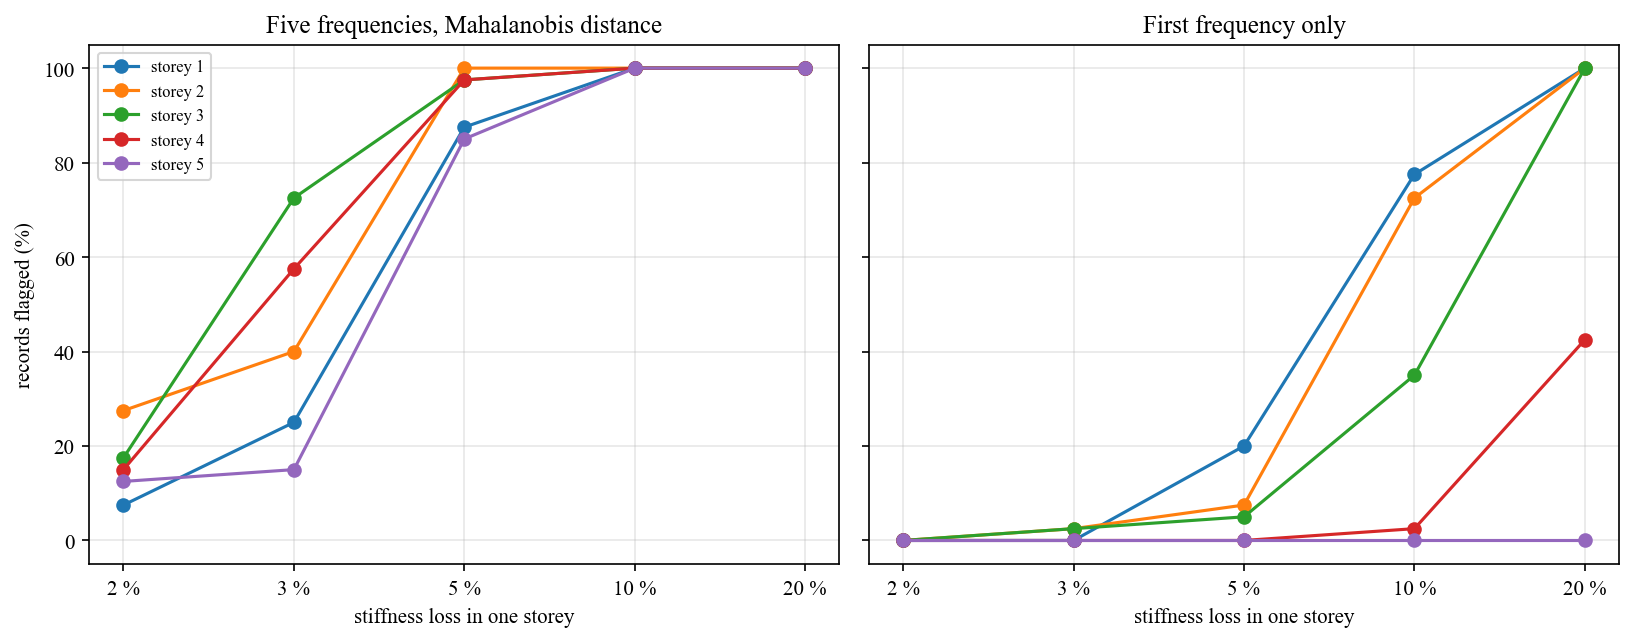 Five frequencies, Mahalanobis distance
First frequency only
records flagged (%)
100
80
60
40
20
0
storey 1
storey 2
storey 3
storey 4
storey 5
2 % 3 % 5 % 10 % 20 %
stiffness loss in one storey
2 % 3 % 5 % 10 % 20 %
stiffness loss in one storey